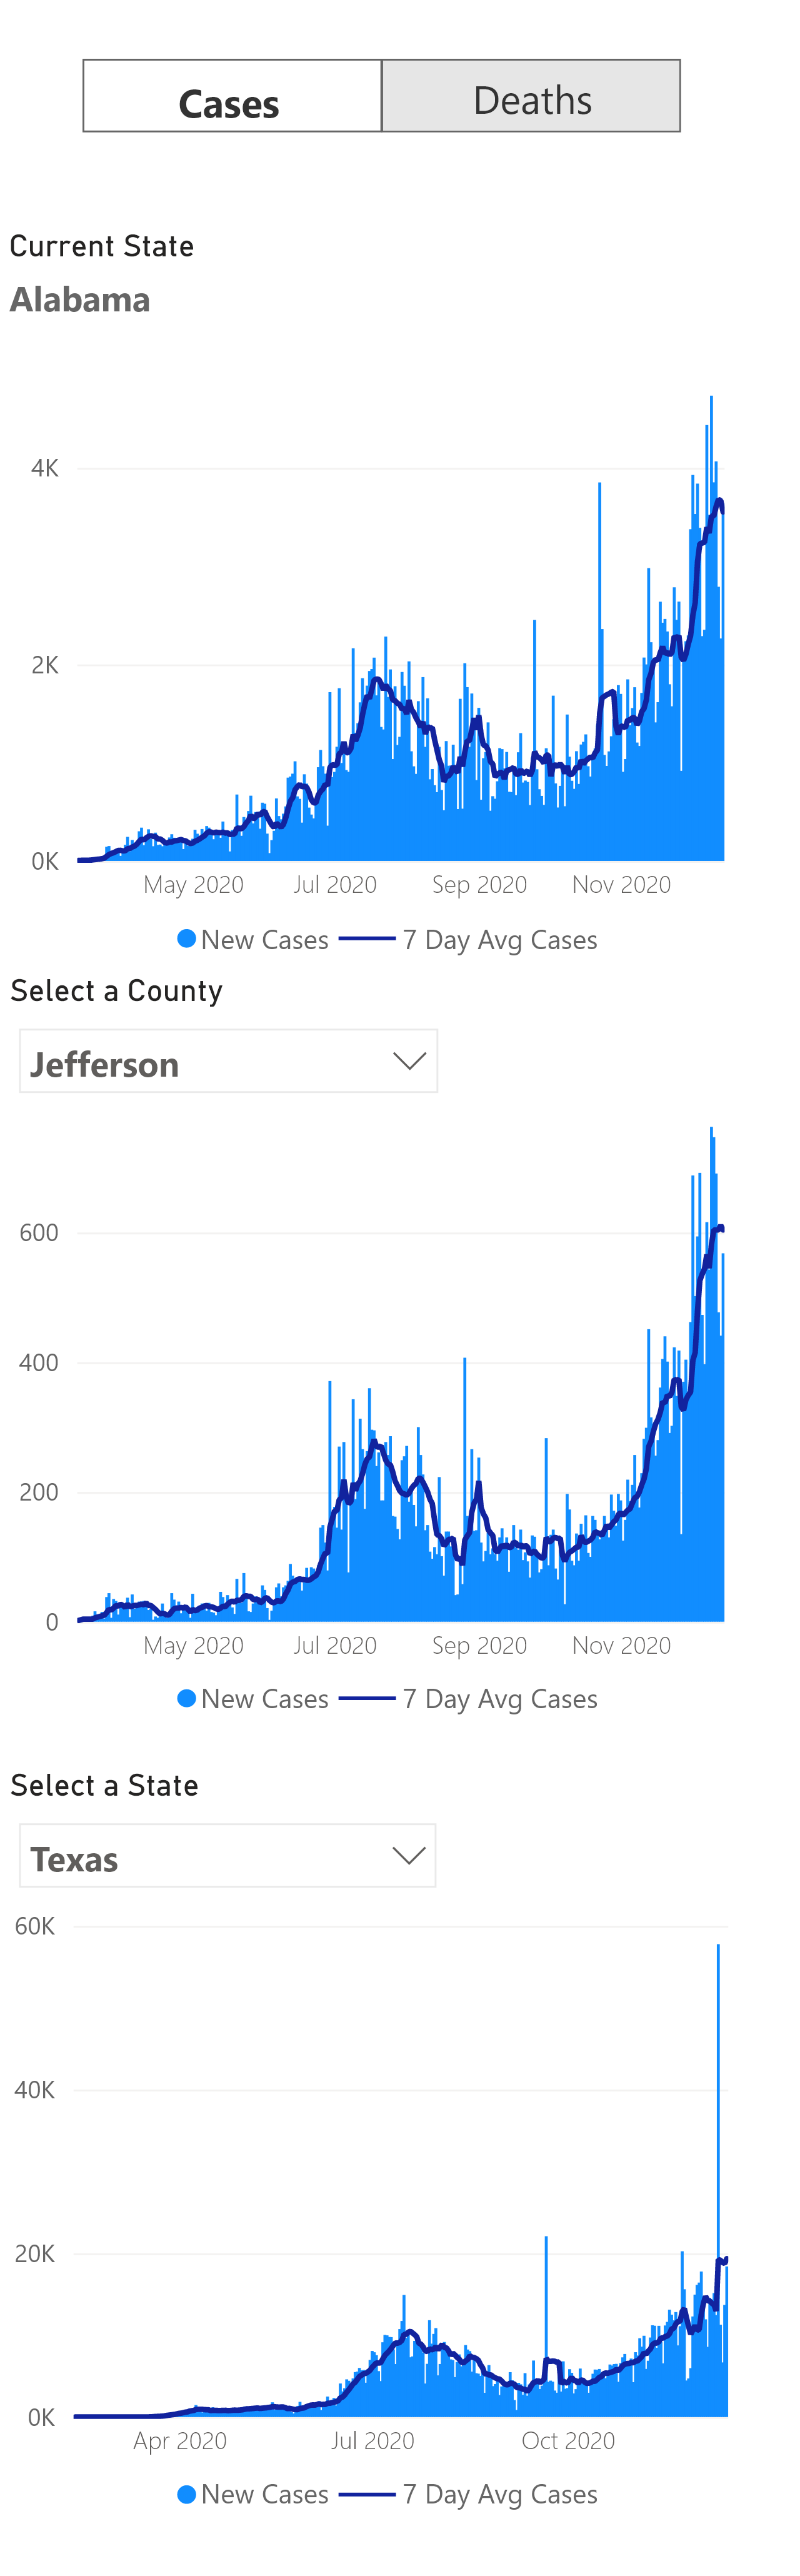 Cases Deaths
Current State
Alabama
4K
2K
0K
May 2020 Jul 2020 Sep 2020 Nov 2020
New Cases 7 Day Avg Cases
Select a County
Jefferson
600
400
200
0
May 2020 Jul 2020 Sep 2020 Nov 2020
New Cases 7 Day Avg Cases
Select a State
Texas
60K
40K
20K
0K
Apr 2020 Jul 2020 Oct 2020
New Cases 7 Day Avg Cases